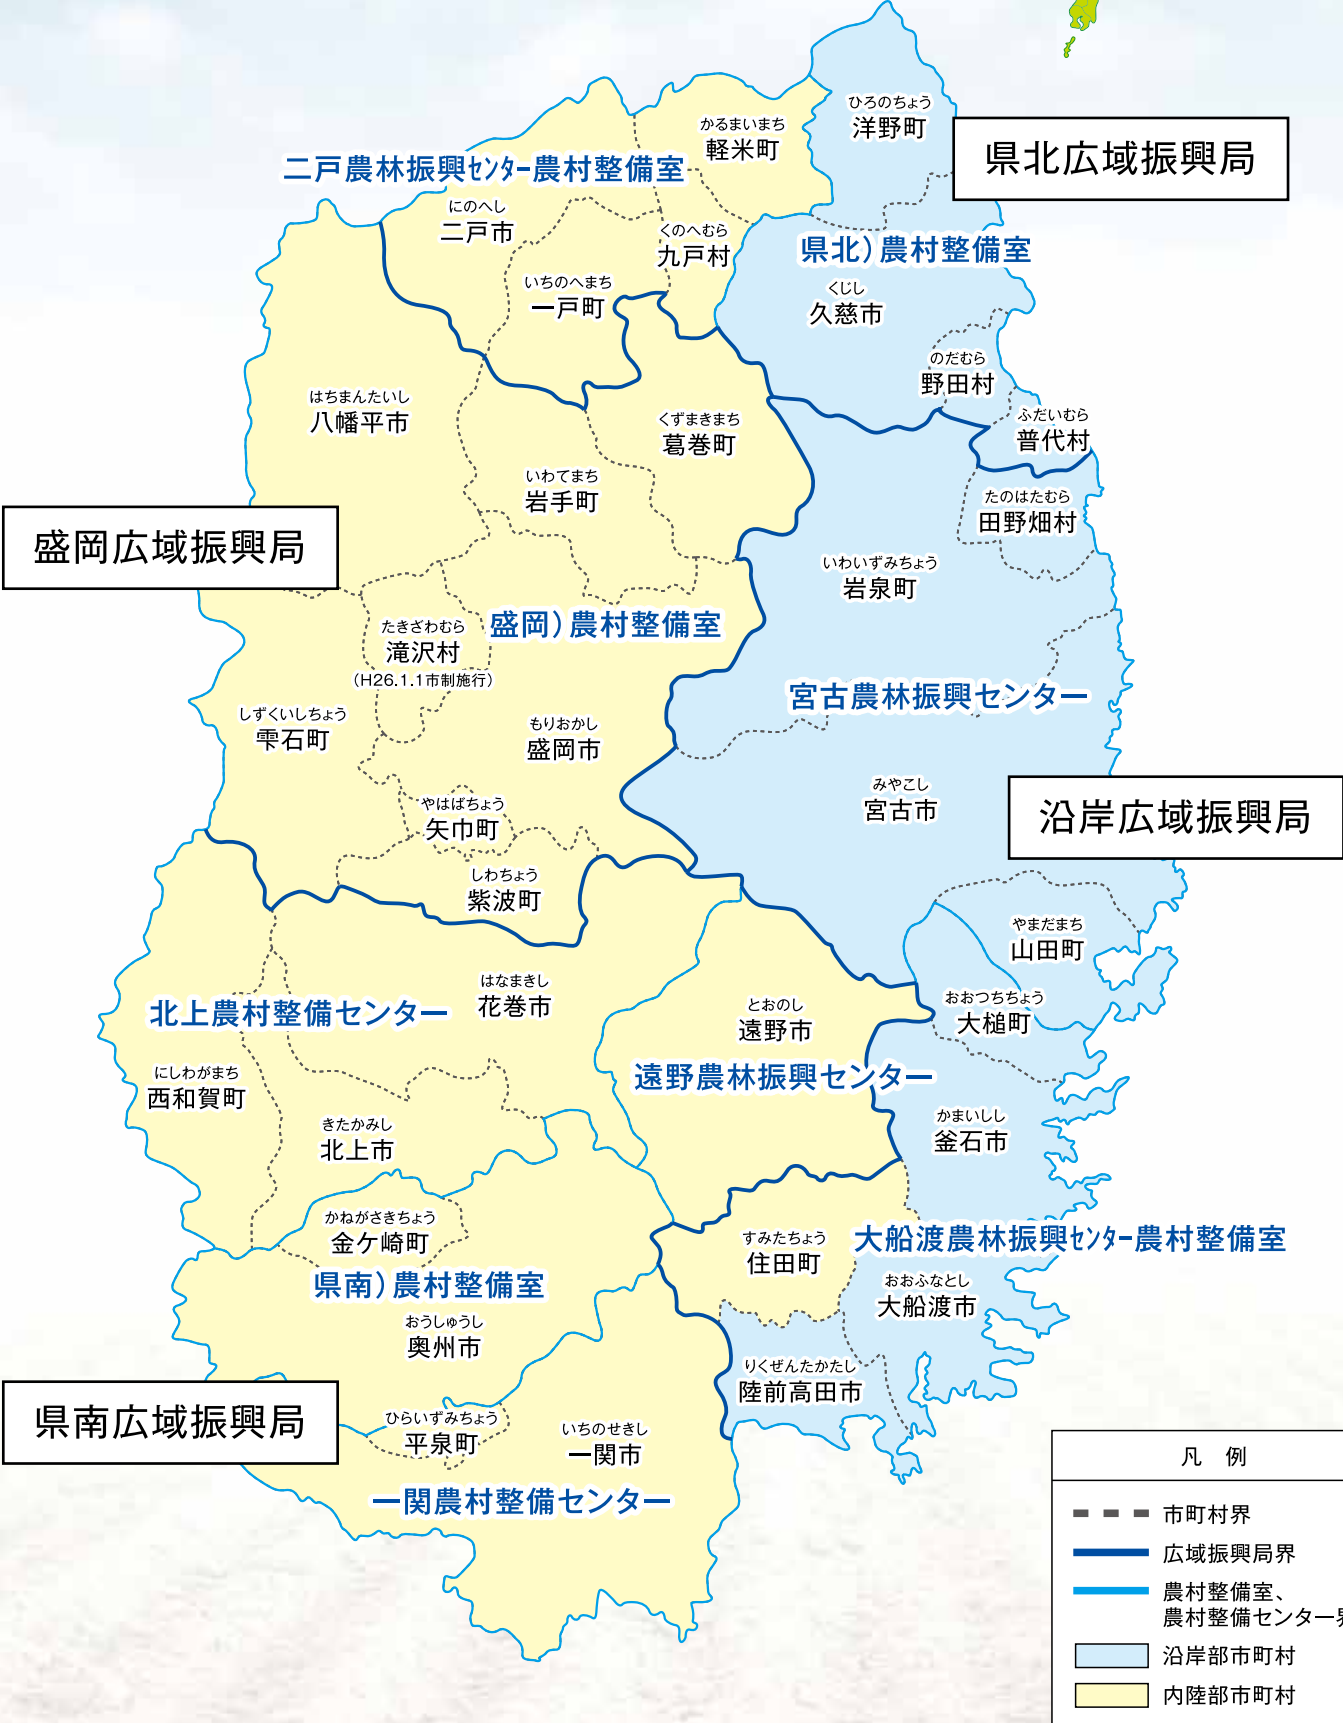 ひろのちょう
洋野町
かるまいまち
軽米町
県北広域振興局
二戸農林振興ｾﾝﾀｰ農村整備室
にのへし
二戸市
くのへむら
九戸村
県北）農村整備室
いちのへまち
一戸町
くじし
久慈市
のだむら
野田村
はちまんたいし
八幡平市
くずまきまち
葛巻町
ふだいむら
普代村
いわてまち
岩手町
たのはたむら
田野畑村
盛岡広域振興局
いわいずみちょう
岩泉町
たきざわむら
滝沢村
(H26.1.1市制施行)
盛岡）農村整備室
宮古農林振興センター
しずくいしちょう
雫石町
もりおかし
盛岡市
みやこし
宮古市
やはばちょう
矢巾町
沿岸広域振興局
しわちょう
紫波町
やまだまち
山田町
はなまきし
花巻市
北上農村整備センター
とおのし
遠野市
おおつちちょう
大槌町
遠野農林振興センター
にしわがまち
西和賀町
きたかみし
北上市
かまいしし
釜石市
かねがさきちょう
金ケ崎町
すみたちょう
住田町
大船渡農林振興ｾﾝﾀｰ農村整備室
県南）農村整備室
おおふなとし
大船渡市
おうしゅうし
奥州市
りくぜんたかたし
陸前高田市
県南広域振興局
ひらいずみちょう
平泉町
いちのせきし
一関市
一関農村整備センター
凡 例
市町村界
広域振興局界
農村整備室、
農村整備センター界
沿岸部市町村
内陸部市町村